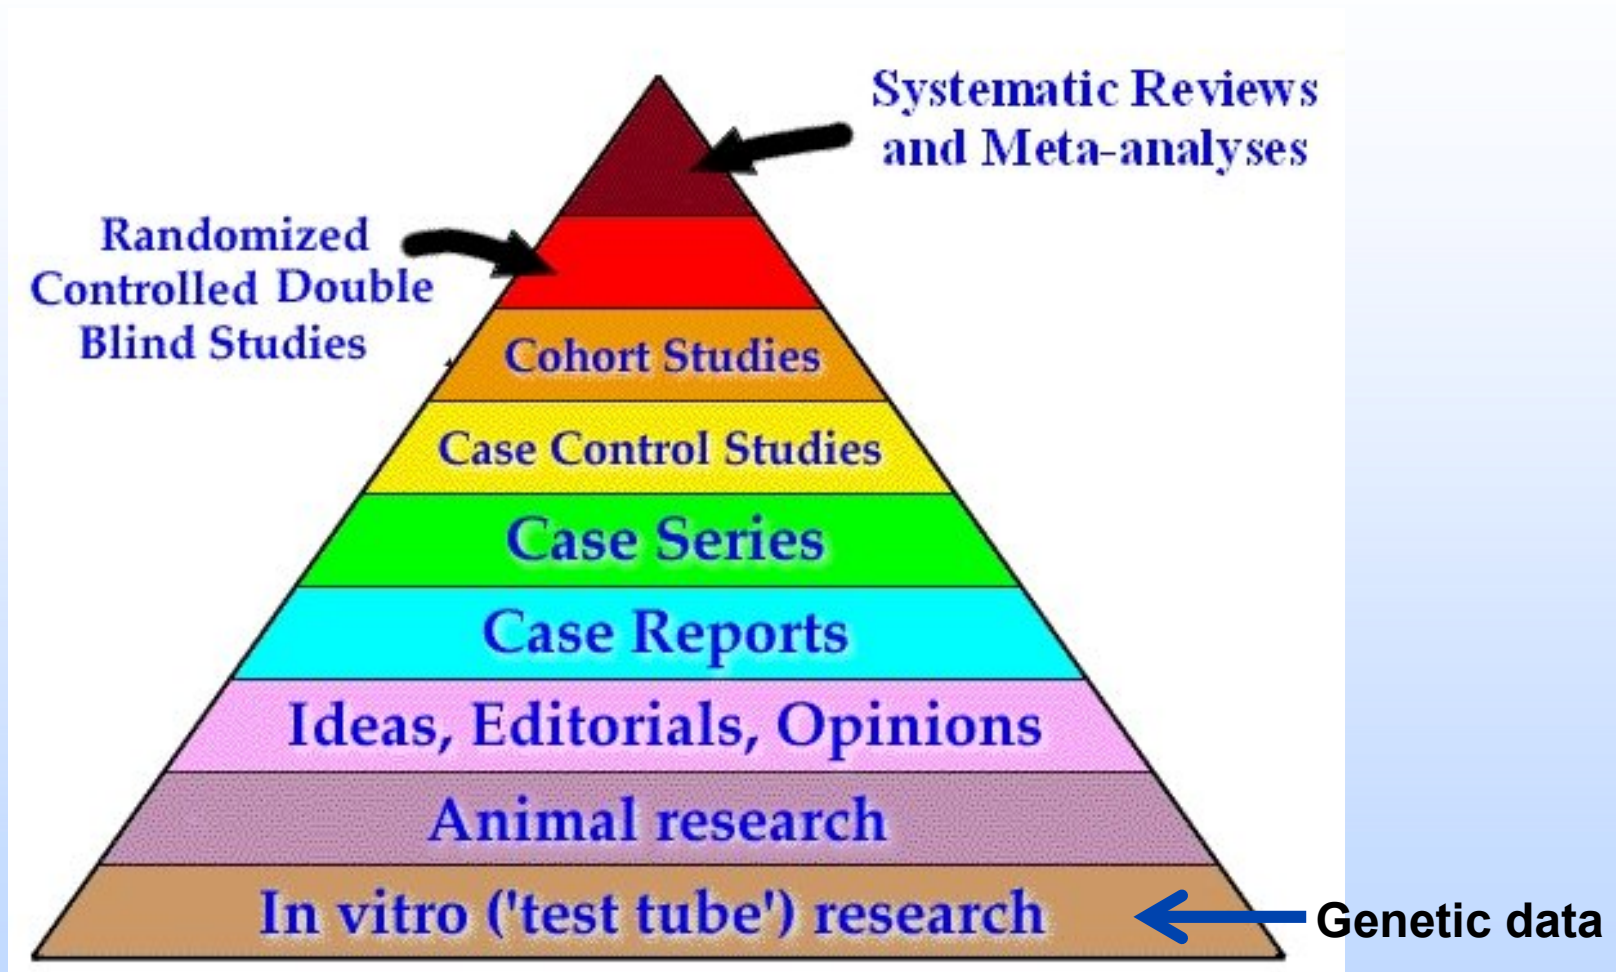 Systematic Reviews
and Meta-analyses
Randomized
Controlled Double
Blind Studies
Cohort Studies
Case Control Studies
Case Series
Case Reports
Ideas, Editorials, Opinions
Animal research
In vitro ('test tube') research
Genetic data